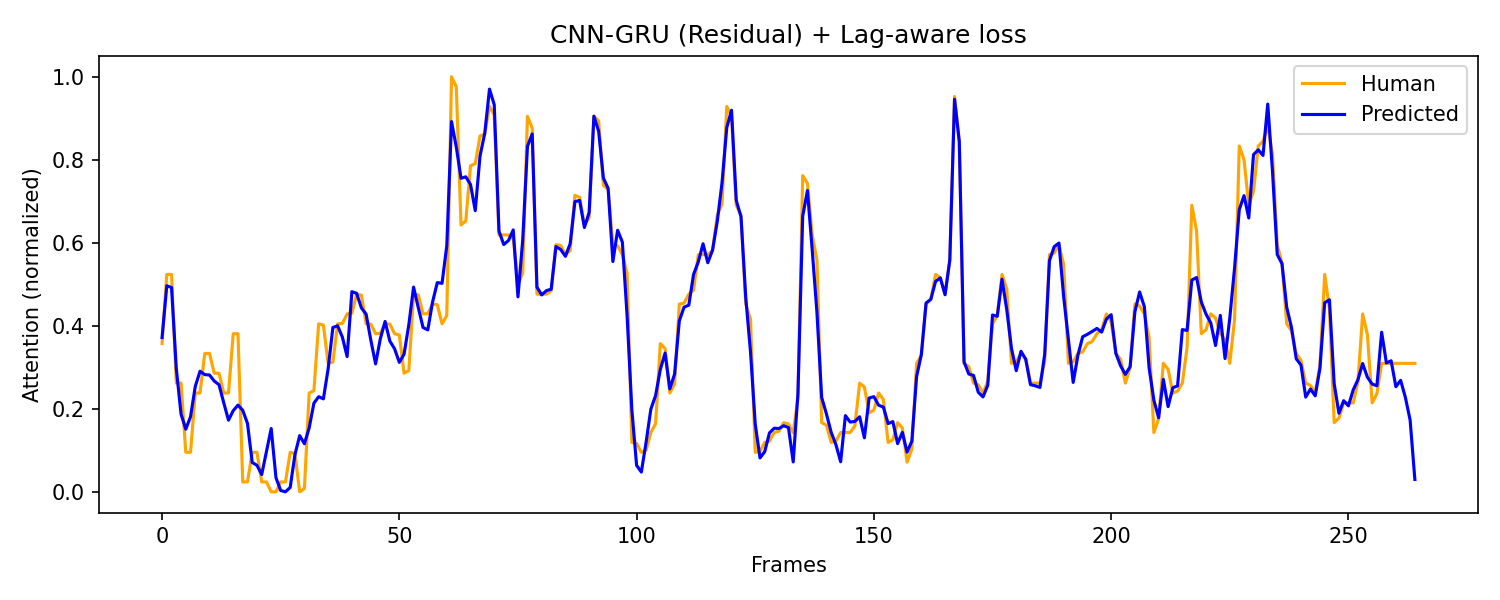 CNN-GRU (Residual) + Lag-aware loss
Human
Predicted
Attention (normalized)
1.0
0.8
0.6
0.4
0.2
0.0
0
50
100
150
200
250
Frames